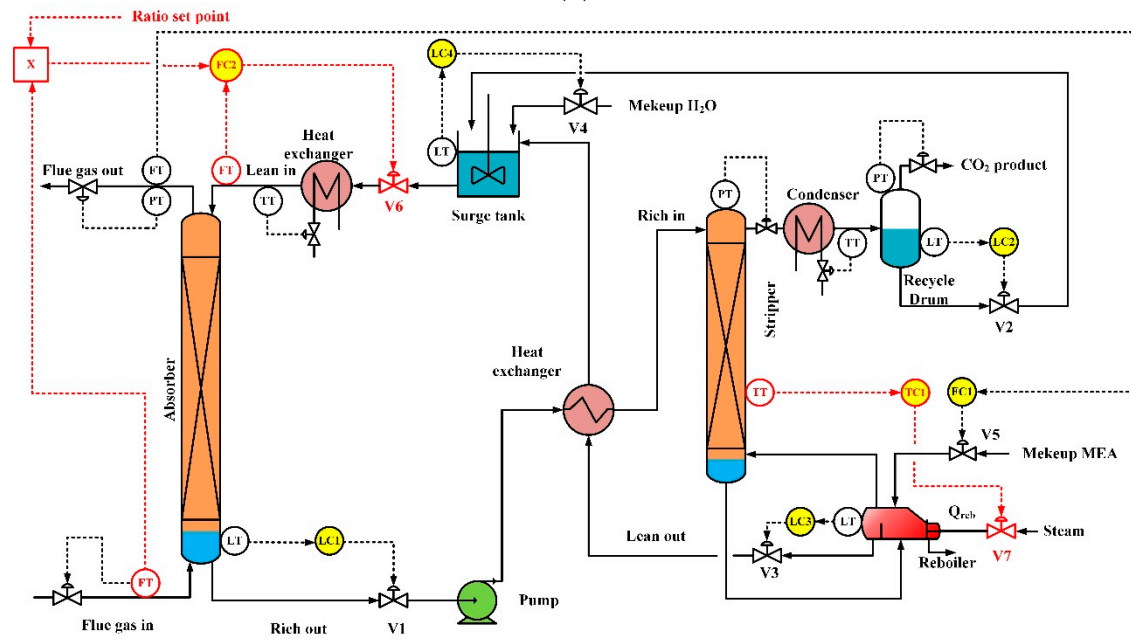 Ratio set point
X
FC2
LC4
Mekeup H₂O
V4
Flue gas out
FT
PT
FT
Lean in
TT
Heat
exchanger
V6
LT
Surge tank
PT
CO₂ product
Rich in
PT
Condenser
TT
LT
LC2
Recycle
Drum
V2
Absorber
Stripper
Heat
exchanger
TT
TC1
FC1
V5
Mekeup MEA
LT
LC1
LC3
LT
Qreb
Steam
V7
Lean out
V3
Reboiler
FT
Pump
Flue gas in
Rich out
V1